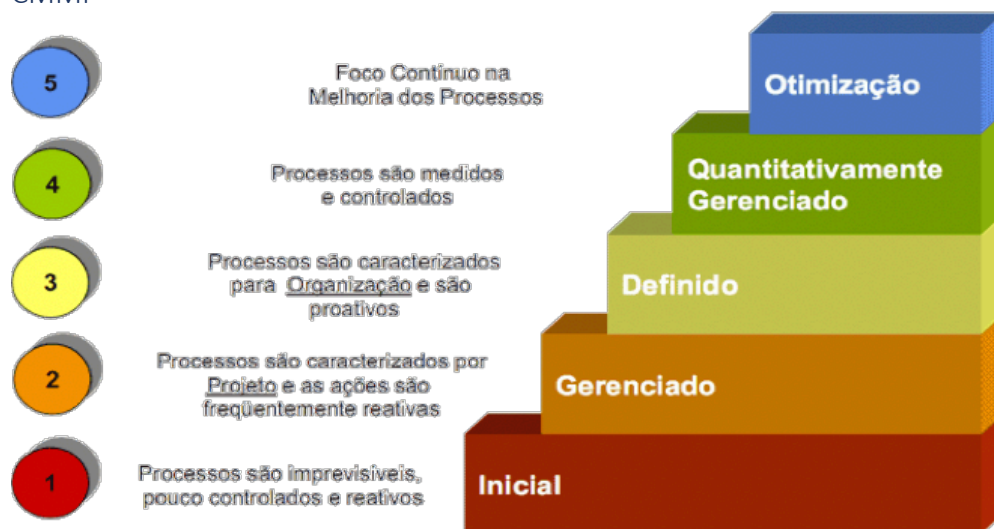 5
Foco Contínuo na
Melhoria dos Processos
Otimização
4
Processos são medidos
e controlados
Quantitativamente
Gerenciado
3
Processos são caracterizados
para Organização e são
proativos
Definido
2
Processos são caracterizados por
Projeto e as ações são
freqüentemente reativas
Gerenciado
1
Processos são imprevisiveis,
pouco controlados e reativos
Inicial